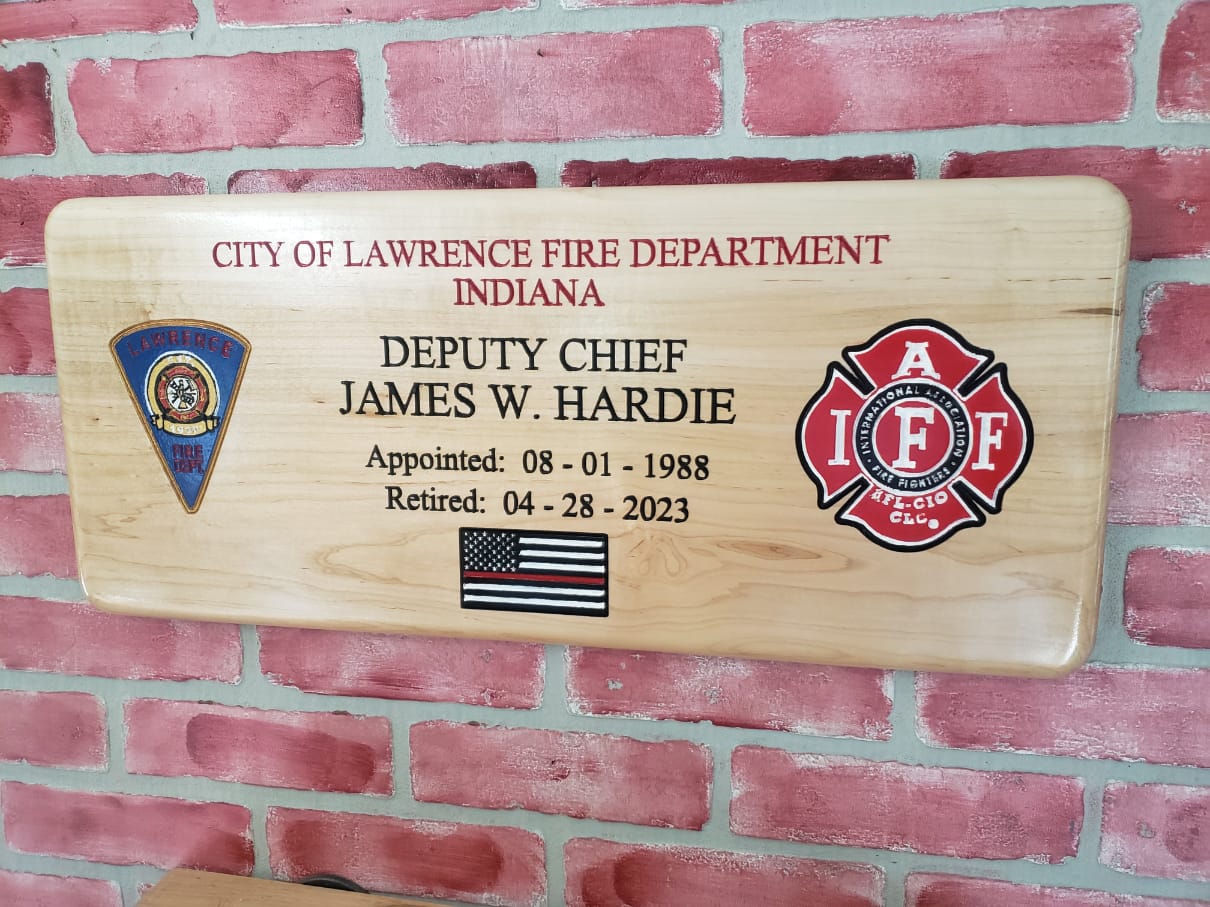 CITY OF LAWRENCE FIRE DEPARTMENT
INDIANA
DEPUTY CHIEF
JAMES W. HARDIE
Appointed: 08 - 01 - 1988
Retired: 04 - 28 - 2023
LAWRENCE
FIRE
DEPT.
A
I F F
INTERNATIONAL ASSOCIATION
FIRE FIGHTERS
AFL-CIO
CLC